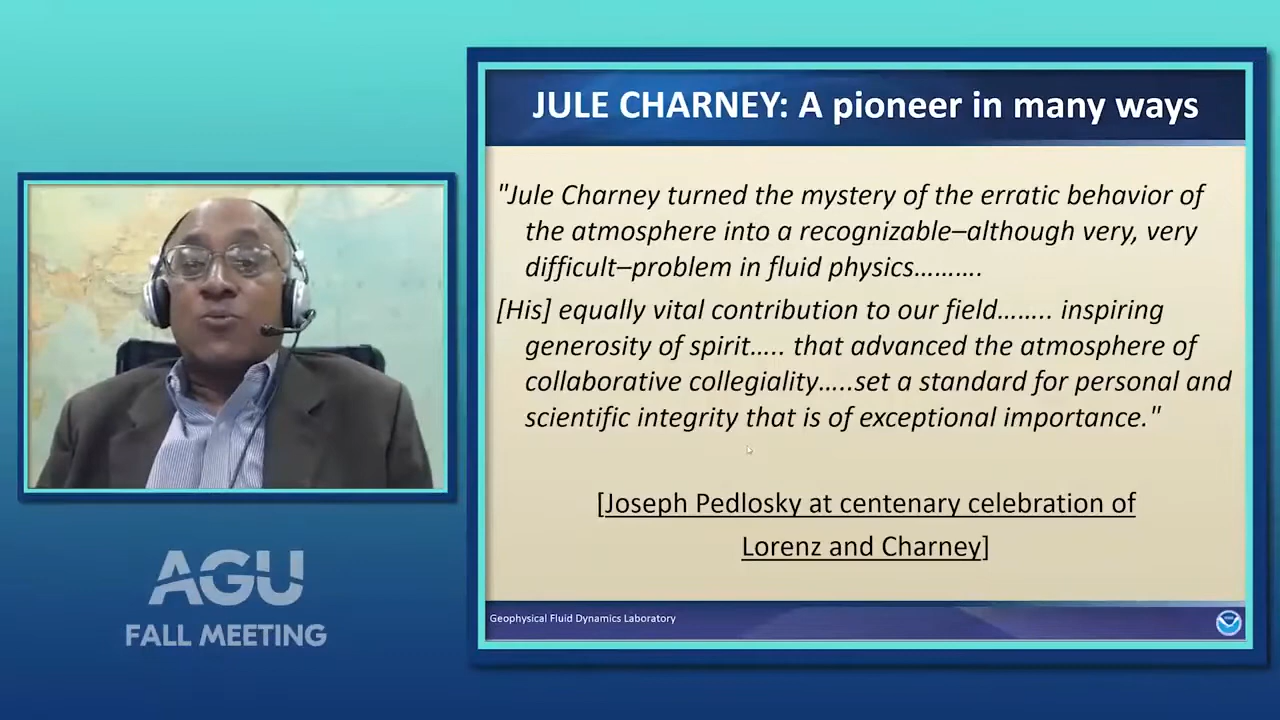 JULE CHARNEY: A pioneer in many ways
"Jule Charney turned the mystery of the erratic behavior of
the atmosphere into a recognizable–although very, very
difficult–problem in fluid physics……….
[His] equally vital contribution to our field…….. inspiring
generosity of spirit….. that advanced the atmosphere of
collaborative collegiality…..set a standard for personal and
scientific integrity that is of exceptional importance."
[Joseph Pedlosky at centenary celebration of
Lorenz and Charney]
Geophysical Fluid Dynamics Laboratory
AGU
FALL MEETING